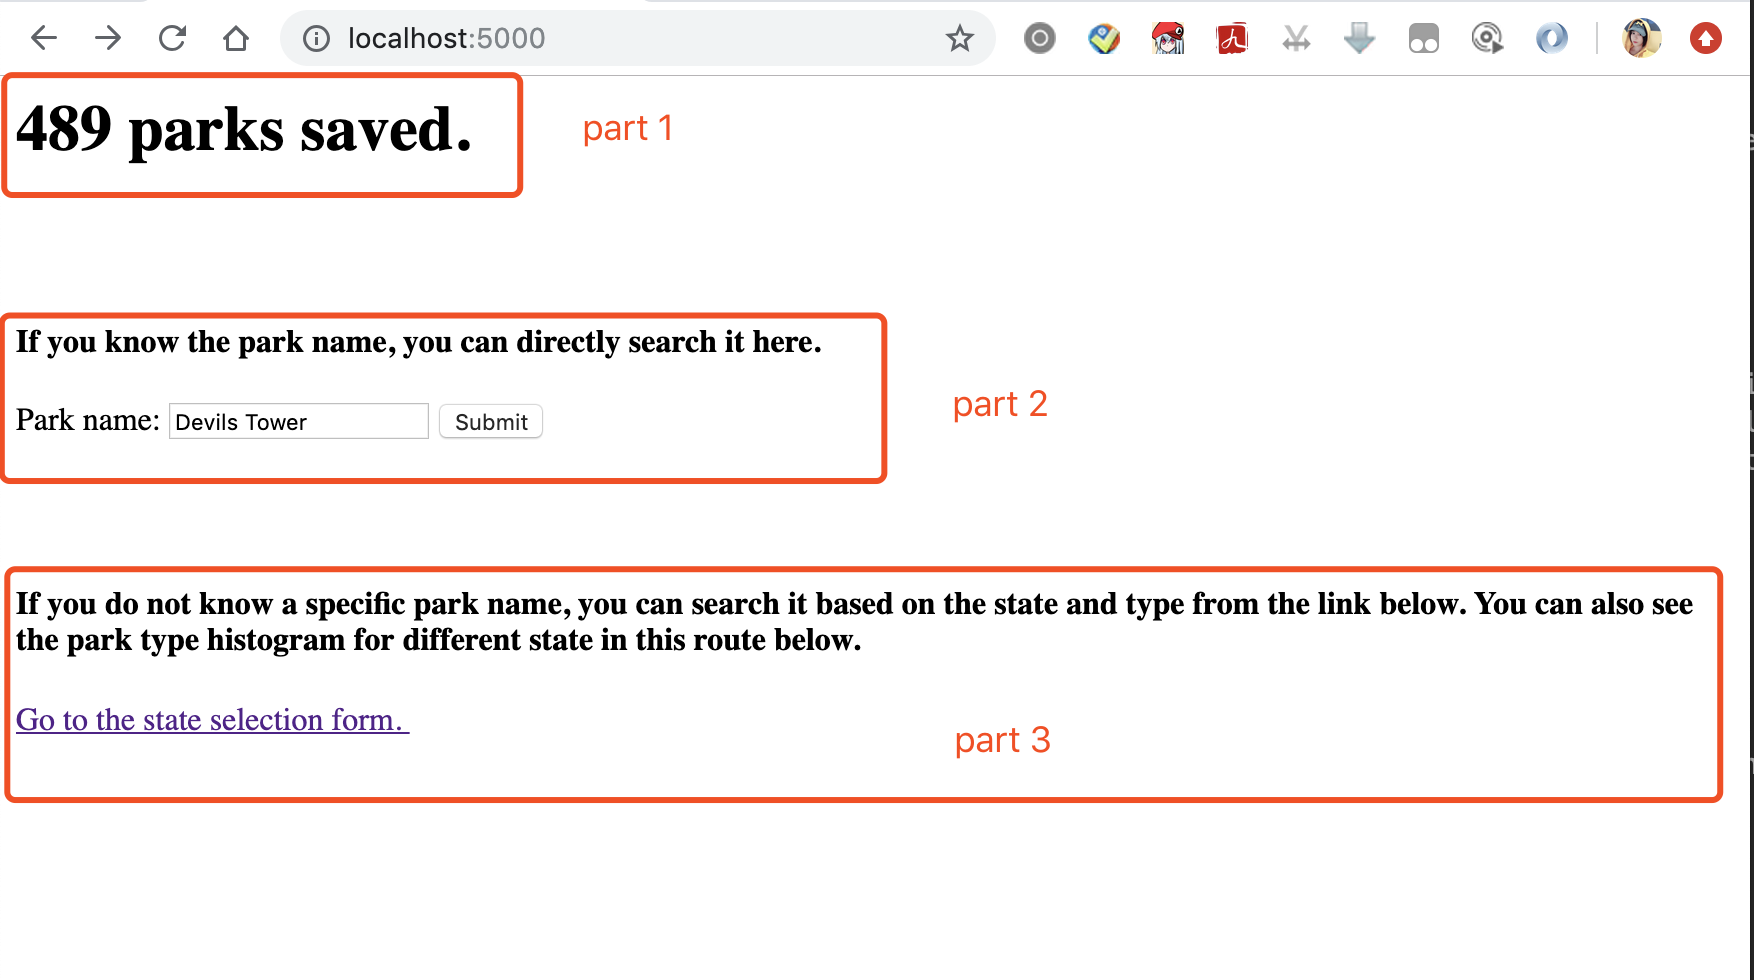 localhost:5000
489 parks saved.
part 1
If you know the park name, you can directly search it here.
Park name: Devils Tower Submit
part 2
If you do not know a specific park name, you can search it based on the state and type from the link below. You can also see
the park type histogram for different state in this route below.
Go to the state selection form.
part 3